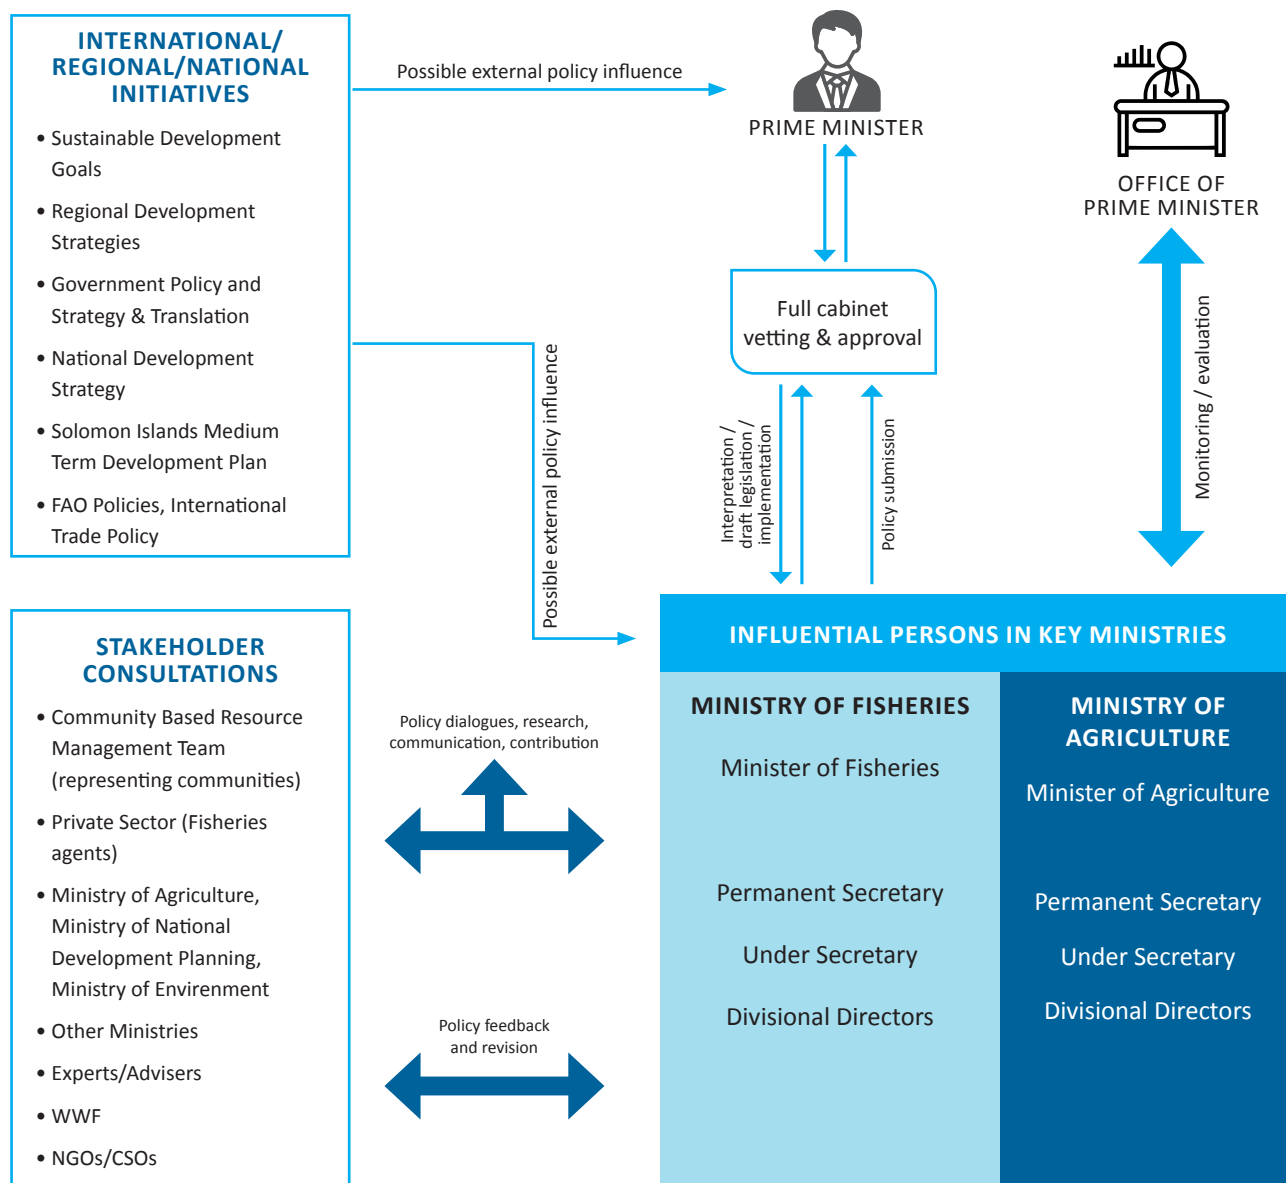 INTERNATIONAL/
REGIONAL/NATIONAL
INITIATIVES
• Sustainable Development
Goals
• Regional Development
Strategies
• Government Policy and
Strategy & Translation
• National Development
Strategy
• Solomon Islands Medium
Term Development Plan
• FAO Policies, International
Trade Policy
Possible external policy influence
PRIME MINISTER
OFFICE OF
PRIME MINISTER
Full cabinet
vetting & approval
Possible external policy influence
Interpretation /
draft legislation /
implementation
Policy submission
Monitoring / evaluation
STAKEHOLDER
CONSULTATIONS
• Community Based Resource
Management Team
(representing communities)
• Private Sector (Fisheries
agents)
• Ministry of Agriculture,
Ministry of National
Development Planning,
Ministry of Envirenment
• Other Ministries
• Experts/Advisers
• WWF
• NGOs/CSOs
Policy dialogues, research,
communication, contribution
Policy feedback
and revision
INFLUENTIAL PERSONS IN KEY MINISTRIES
MINISTRY OF FISHERIES
Minister of Fisheries
Permanent Secretary
Under Secretary
Divisional Directors
MINISTRY OF
AGRICULTURE
Minister of Agriculture
Permanent Secretary
Under Secretary
Divisional Directors